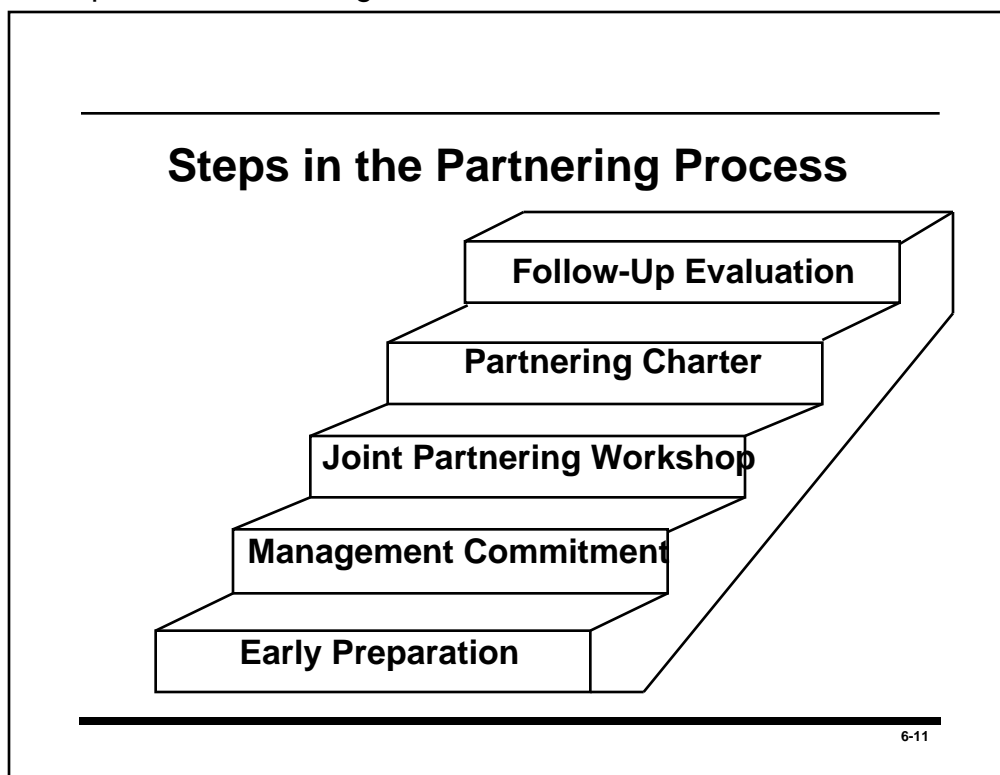 Steps in the Partnering Process
Follow-Up Evaluation
Partnering Charter
Joint Partnering Workshop
Management Commitment
Early Preparation
6-11